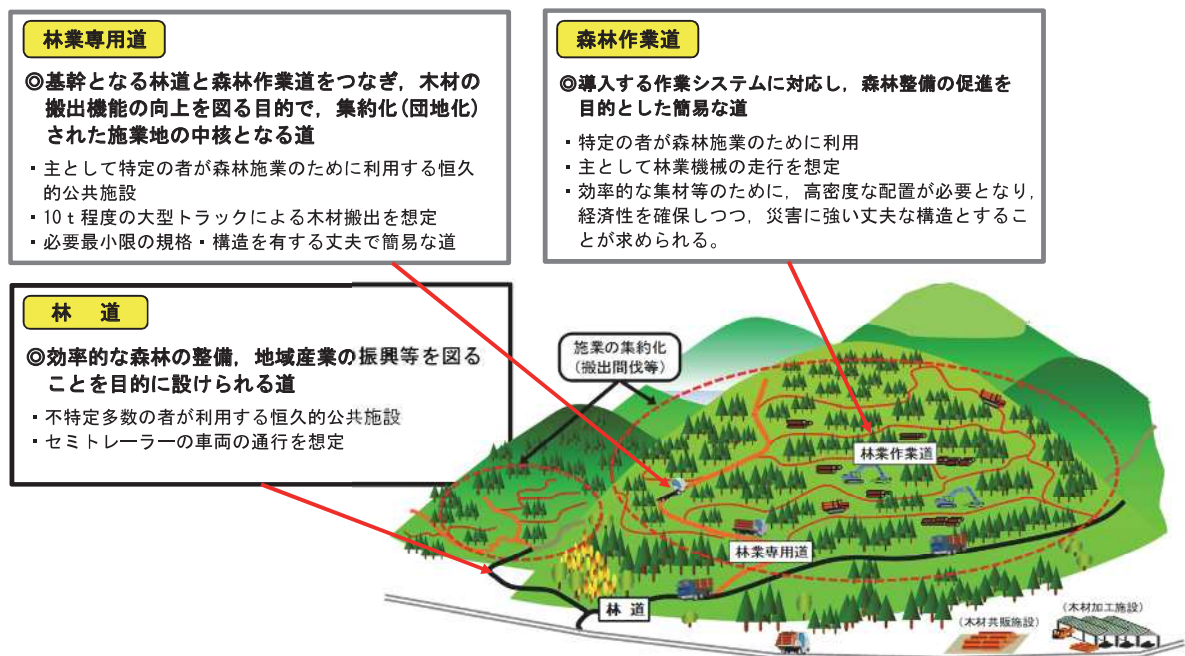 林業専用道
◎基幹となる林道と森林作業道をつなぎ，木材の
搬出機能の向上を図る目的で，集約化(団地化)
された施業地の中核となる道
・主として特定の者が森林施業のために利用する恒久
的公共施設
・10ｔ程度の大型トラックによる木材搬出を想定
・必要最小限の規格・構造を有する丈夫で簡易な道
森林作業道
◎導入する作業システムに対応し，森林整備の促進を
目的とした簡易な道
・特定の者が森林施業のために利用
・主として林業機械の走行を想定
・効率的な集材等のために，高密度な配置が必要となり，
経済性を確保しつつ，災害に強い丈夫な構造とするこ
とが求められる。
林　道
◎効率的な森林の整備，地域産業の振興等を図る
ことを目的に設けられる道
・不特定多数の者が利用する恒久的公共施設
・セミトレーラーの車両の通行を想定
施業の集約化
(搬出間伐等)
林業作業道
林業専用道
林 道
(木材共販施設)
(木材加工施設)